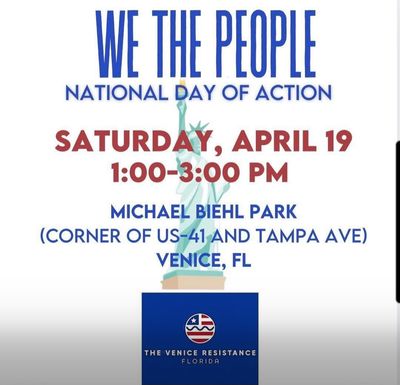 WE THE PEOPLE
NATIONAL DAY OF ACTION
SATURDAY, APRIL 19
1:00-3:00 PM
MICHAEL BIEHL PARK
(CORNER OF US-41 AND TAMPA AVE)
VENICE, FL
THE VENICE RESISTANCE
FLORIDA